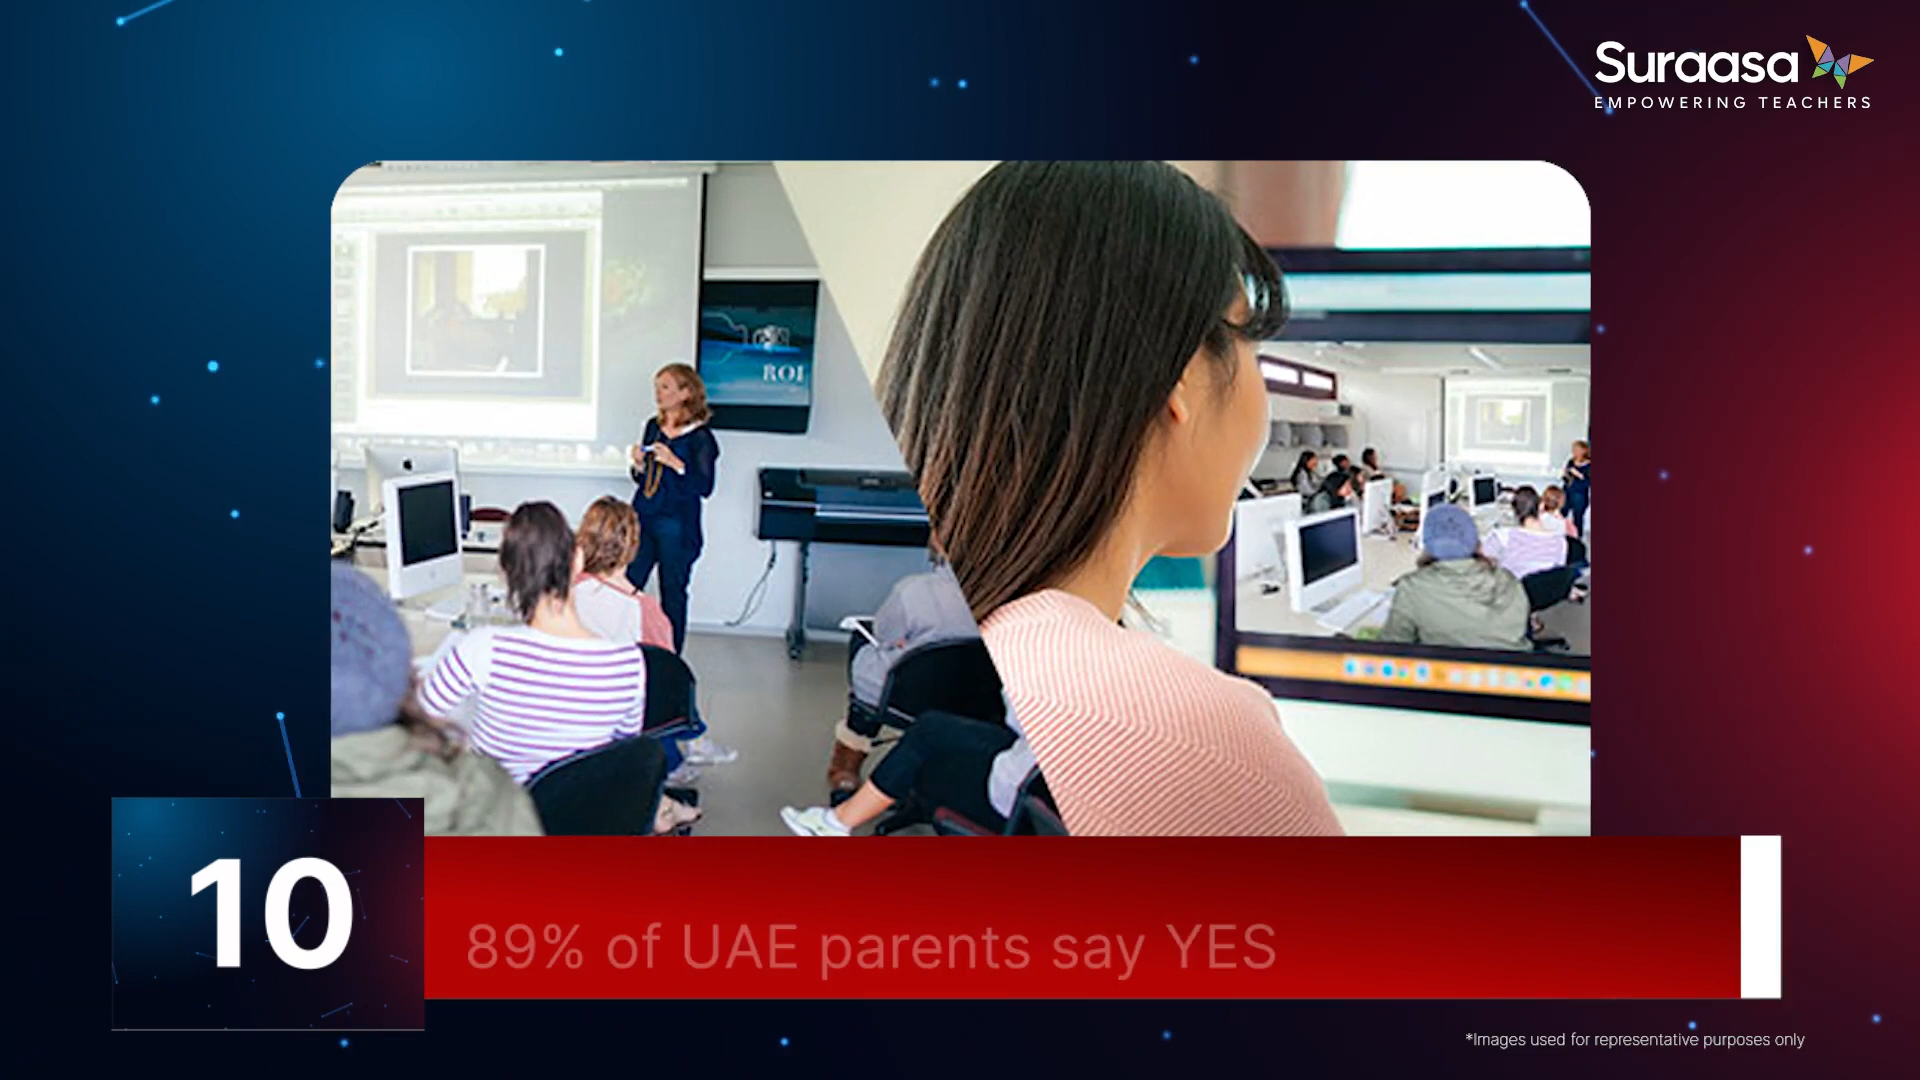 Suraasa
EMPOWERING TEACHERS
ROI
10
89% of UAE parents say YES
*Images used for representative purposes only